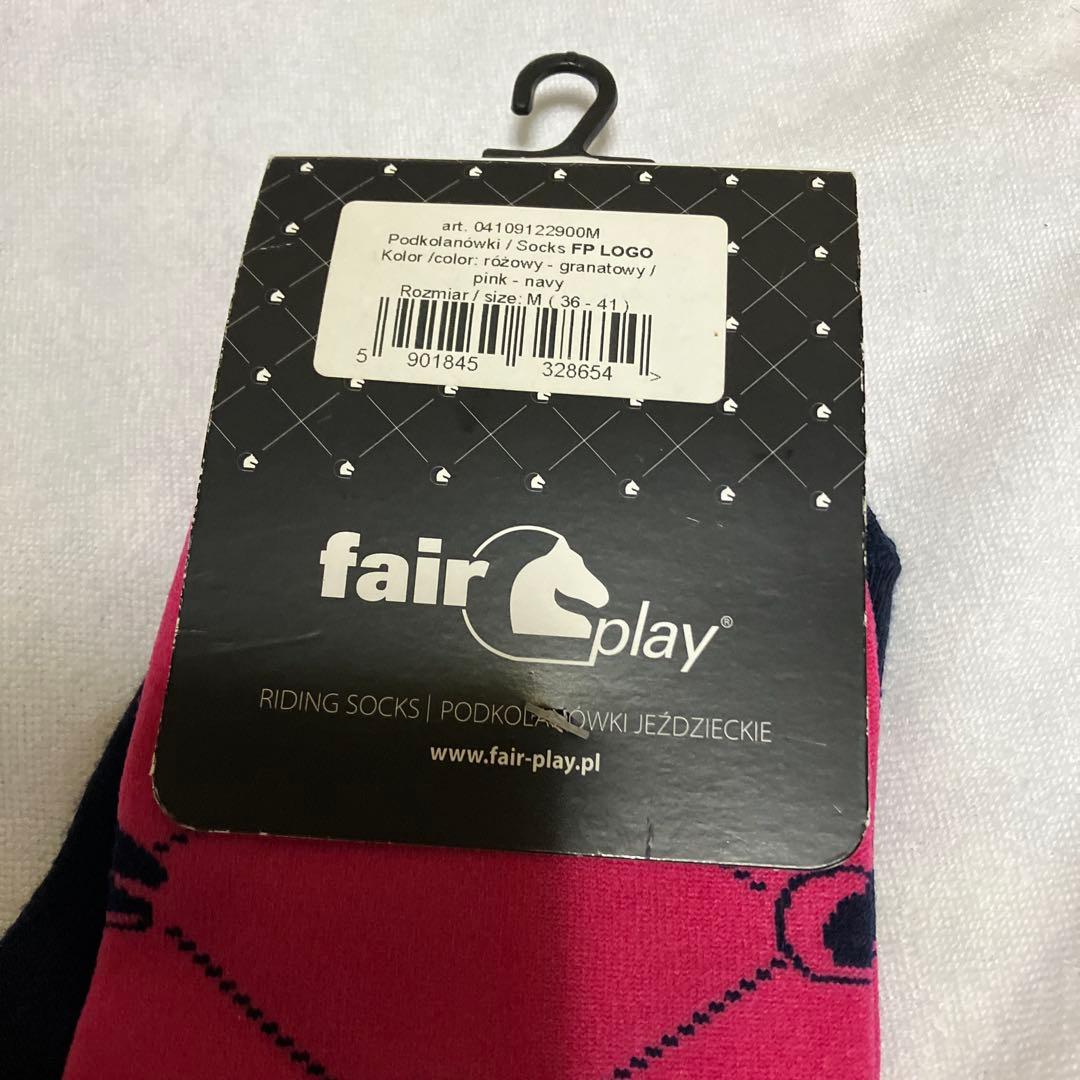 art. 04109122900M
Podkolanówki / Socks FP LOGO
Kolor /color: różowy - granatowy /
pink - navy
Rozmiar / size: M ( 36 - 41 )
5 901845 328654 >
fair play®
RIDING SOCKS | PODKOLANÓWKI JEŹDZIECKIE
www.fair-play.pl